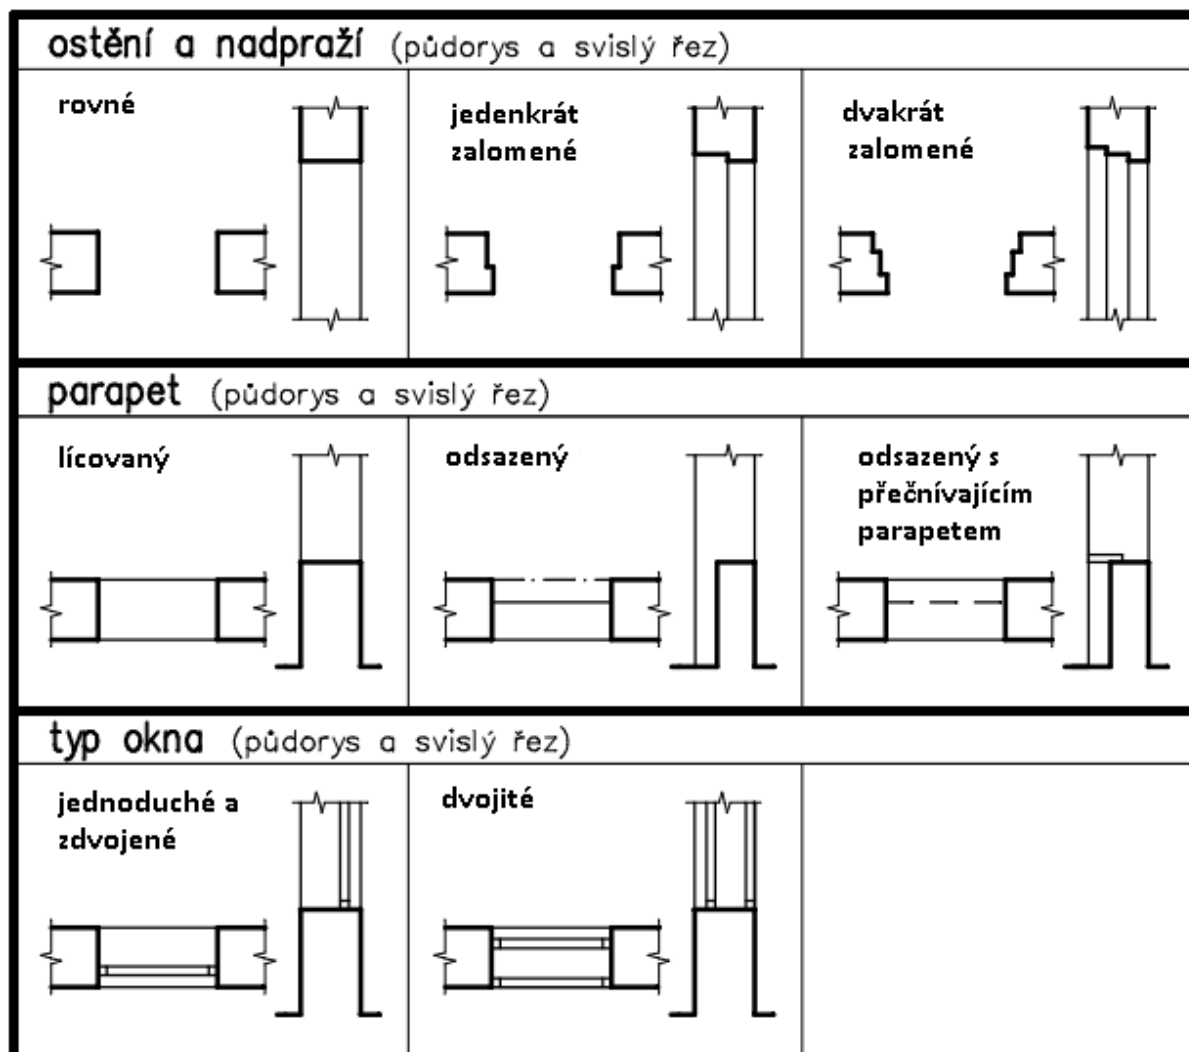 ostění a nadpraží (půdorys a svislý řez)
rovné
jedenkrát
zalomené
dvakrát
zalomené
parapet (půdorys a svislý řez)
lícovaný
odsazený
odsazený s
přečnívajícím
parapetem
typ okna (půdorys a svislý řez)
jednoduché a
zdvojené
dvojité